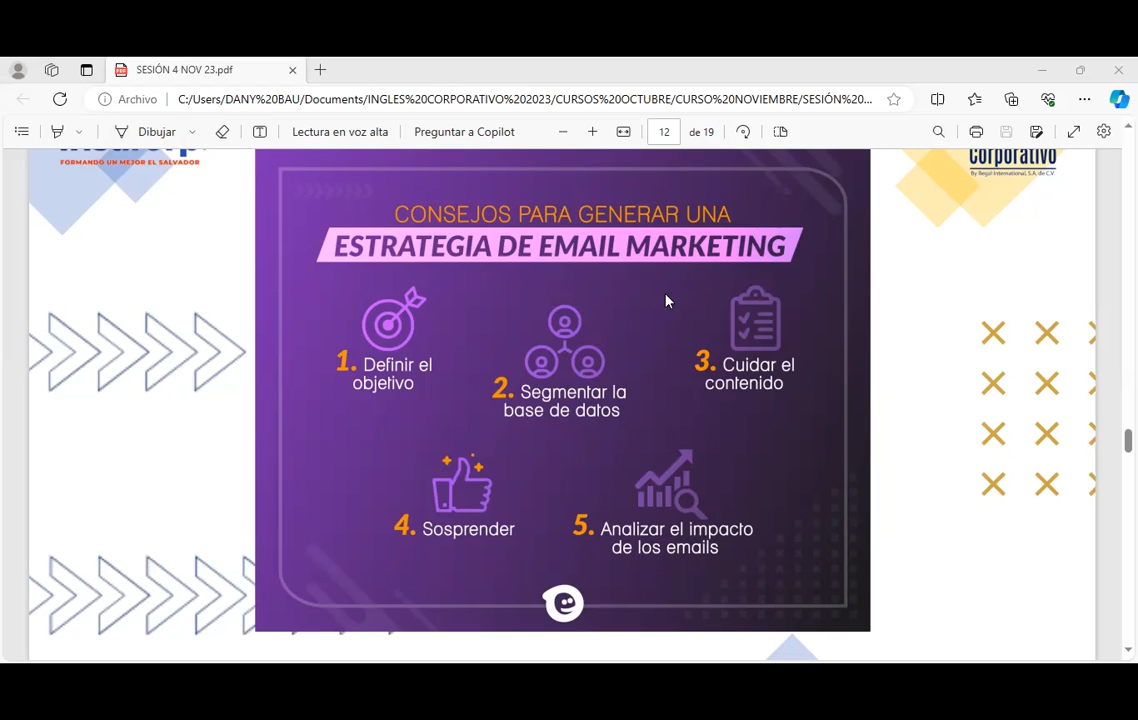 SESIÓN 4 NOV 23.pdf
Archivo
C:/Users/DANY%20BAU/Documents/INGLES%20CORPORATIVO%202023/CURSOS%20OCTUBRE/CURSO%20NOVIEMBRE/SESIÓN%20...
Dibujar
Lectura en voz alta
Preguntar a Copilot
12
de 19
FORMANDO UN MEJOR EL SALVADOR
Corporativo
By Regal International, S.A. de C.V
CONSEJOS PARA GENERAR UNA
ESTRATEGIA DE EMAIL MARKETING
1. Definir el
objetivo
2. Segmentar la
base de datos
3. Cuidar el
contenido
4. Sosprender
5. Analizar el impacto
de los emails